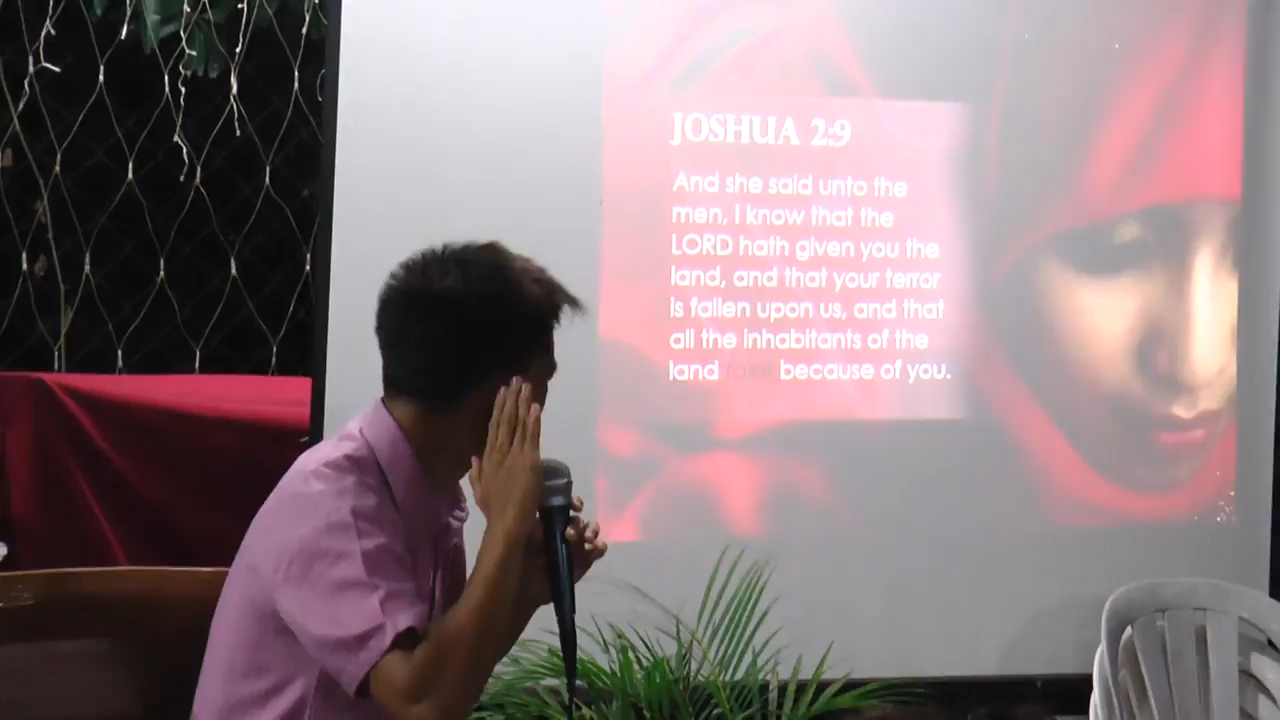 JOSHUA 2:9
And she said unto the
men, I know that the
LORD hath given you the
land, and that your terror
is fallen upon us, and that
all the inhabitants of the
land faint because of you.